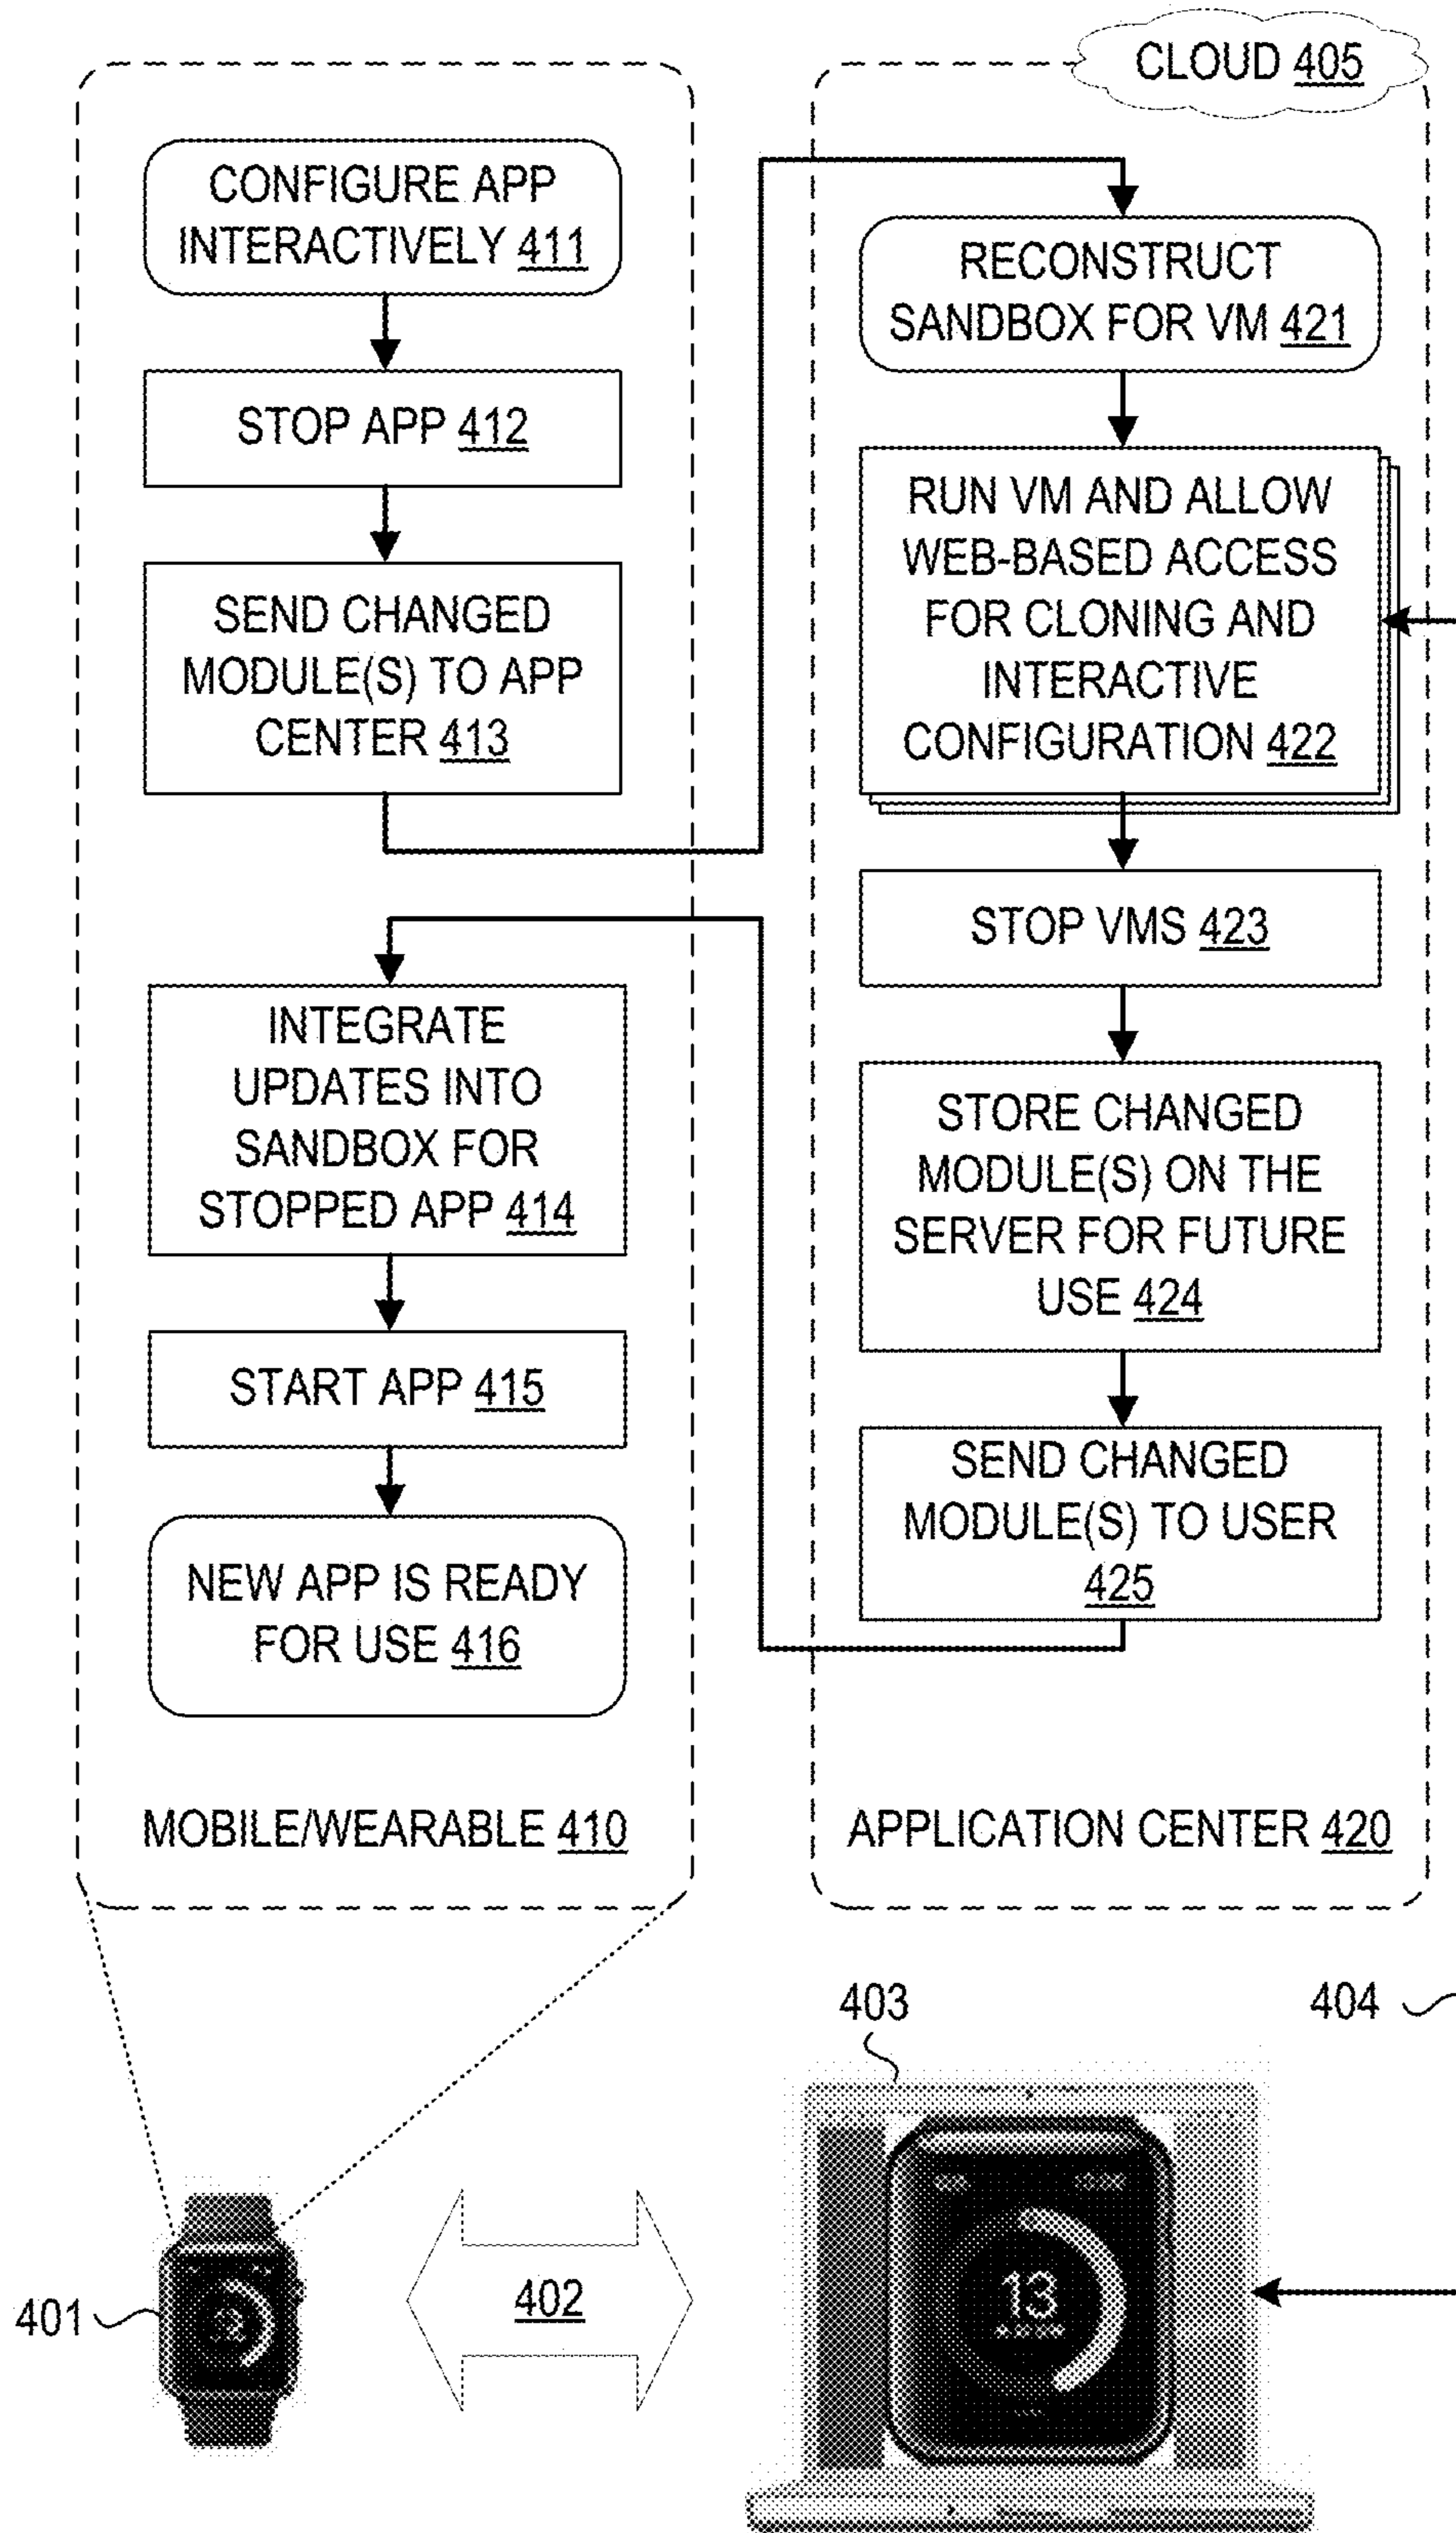 CLOUD 405
CONFIGURE APP
INTERACTIVELY 411
STOP APP 412
SEND CHANGED
MODULE(S) TO APP
CENTER 413
INTEGRATE
UPDATES INTO
SANDBOX FOR
STOPPED APP 414
START APP 415
NEW APP IS READY
FOR USE 416
MOBILE/WEARABLE 410
RECONSTRUCT
SANDBOX FOR VM 421
RUN VM AND ALLOW
WEB-BASED ACCESS
FOR CLONING AND
INTERACTIVE
CONFIGURATION 422
STOP VMS 423
STORE CHANGED
MODULE(S) ON THE
SERVER FOR FUTURE
USE 424
SEND CHANGED
MODULE(S) TO USER
425
APPLICATION CENTER 420
403
404
401
402
13